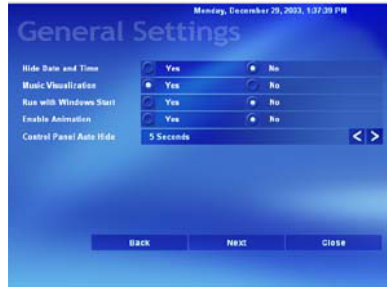 Monday, December 29, 2003, 1:37:39 PM
General Settings
Hide Date and Time Yes No
Music Visualization Yes No
Run with Windows Start Yes No
Enable Animation Yes No
Control Panel Auto Hide 5 Seconds < >
Back Next Close